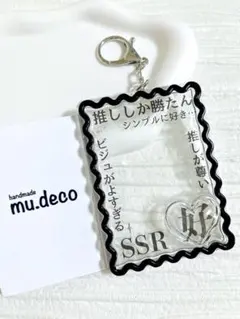 推ししか勝たん
シンプルに好き..
ビジュがよすぎる
推しが尊い
SSR
好
handmade
mu.deco